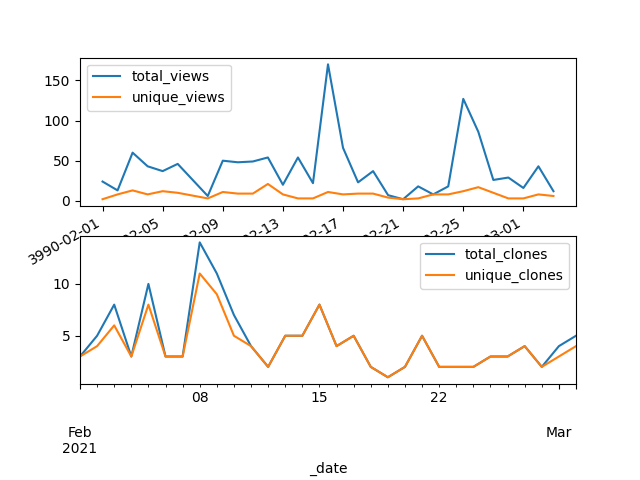 total_views
unique_views
150
100
50
0
3990-02-01
02-05
02-09
02-13
02-17
02-21
02-25
03-01
total_clones
unique_clones
10
5
08
15
22
Feb
2021
Mar
_date